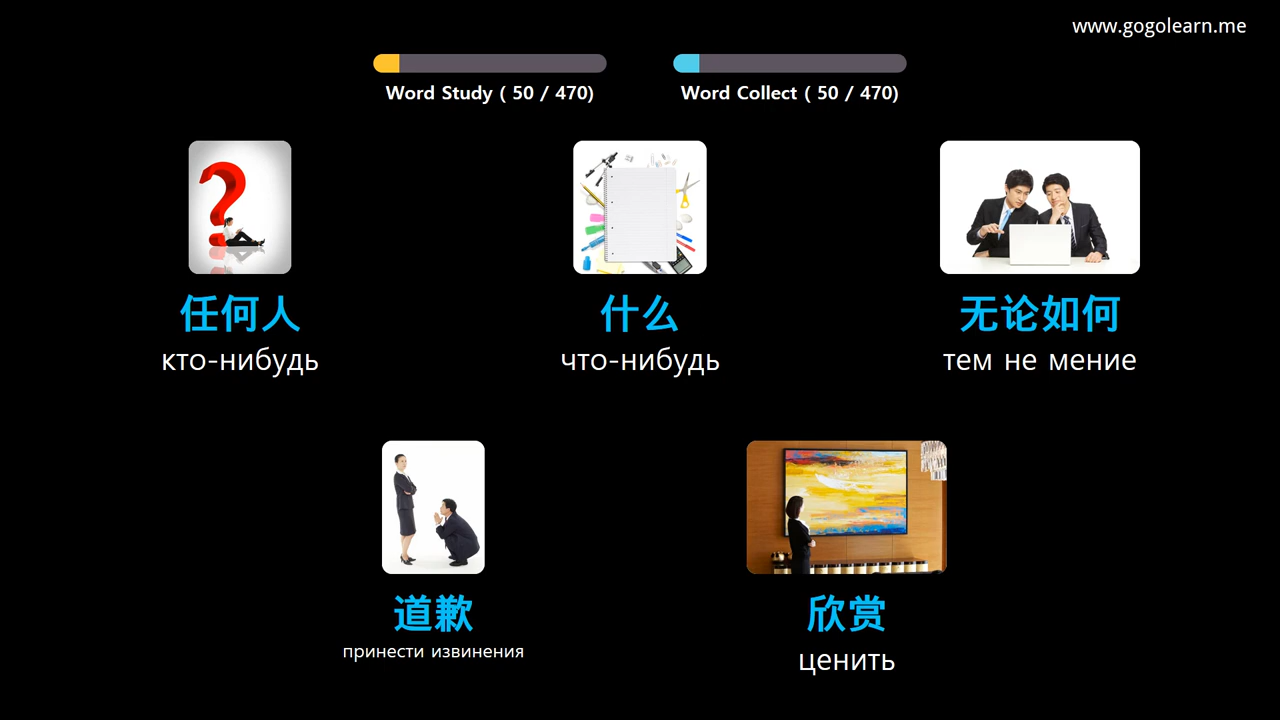 www.gogolearn.me
Word Study ( 50 / 470)
Word Collect ( 50 / 470)
任何人
кто-нибудь
什么
что-нибудь
无论如何
тем не мение
道歉
принести извинения
欣赏
ценить